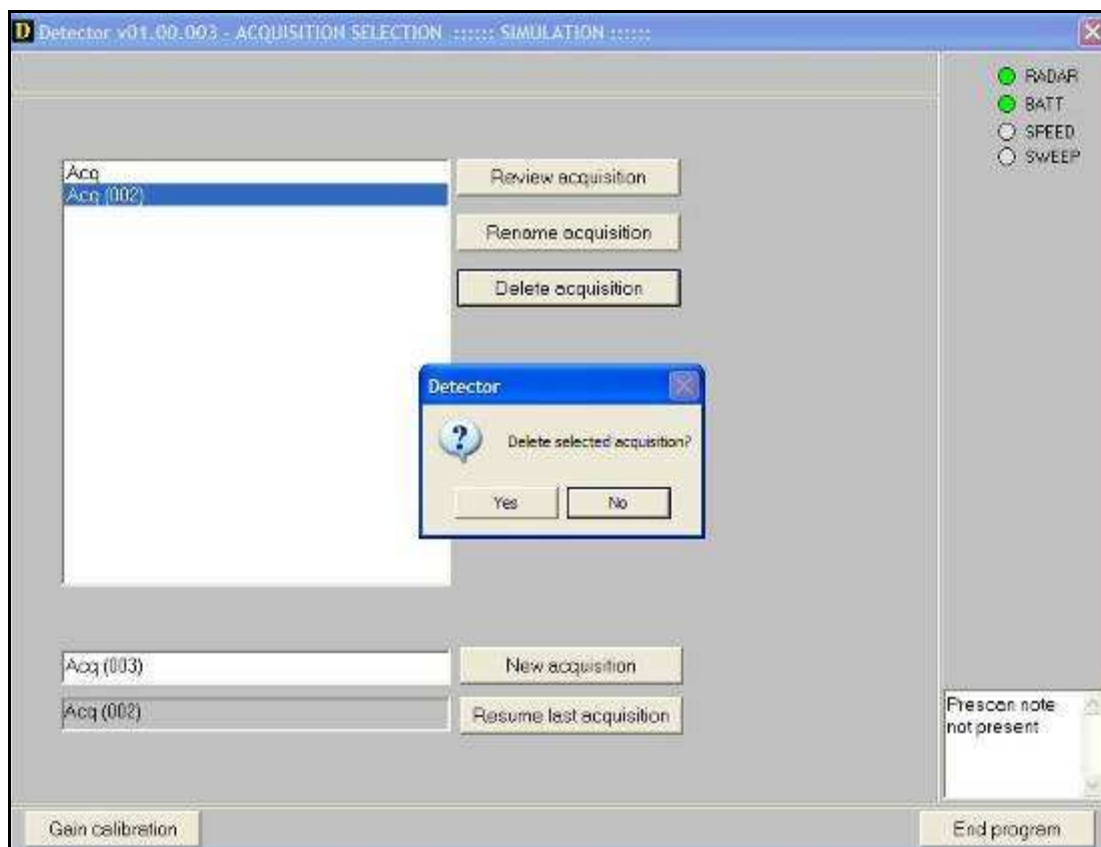 D Detector v01.00.003 - ACQUISITION SELECTION :::::: SIMULATION ::::::
RADAR
BATT
SPEED
SWEEP
Acq
Acq (002)
Review acquisition
Rename acquisition
Delete acquisition
Detector
?
Delete selected acquisition?
Yes
No
Acq (003)
New acquisition
Acq (002)
Resume last acquisition
Prescan note
not present
Gain calibration
End program